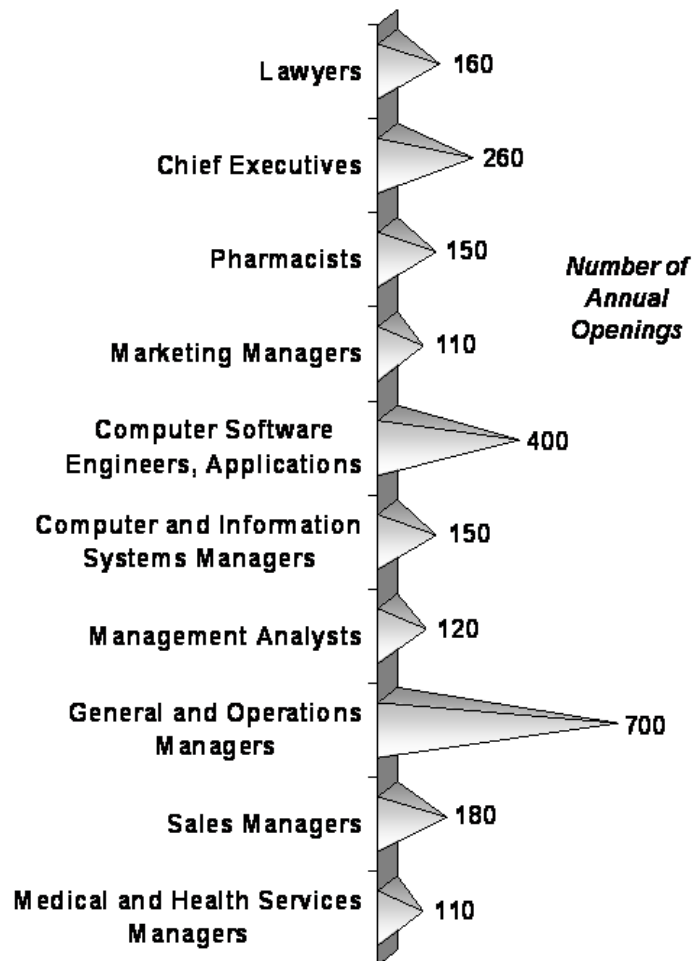 Lawyers
160
Chief Executives
260
Pharmacists
150
Number of
Annual
Openings
Marketing Managers
110
Computer Software
Engineers, Applications
400
Computer and Information
Systems Managers
150
Management Analysts
120
General and Operations
Managers
700
Sales Managers
180
Medical and Health Services
Managers
110